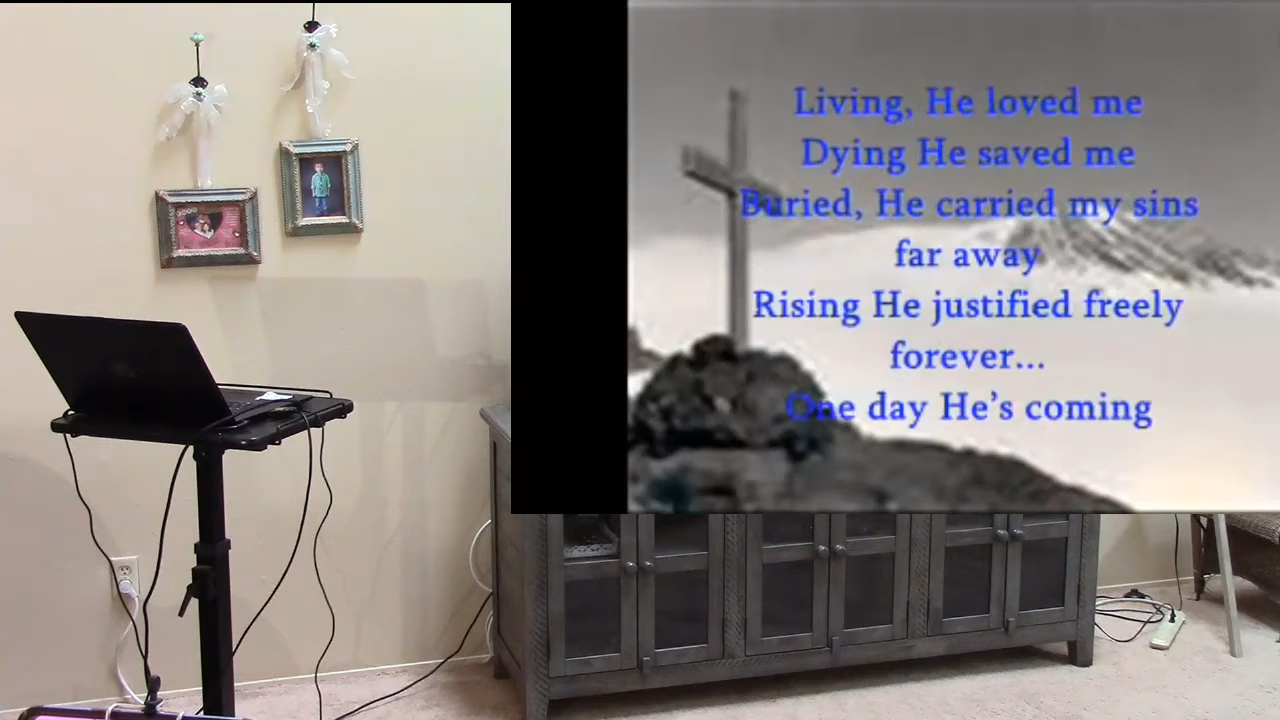 Living, He loved me
Dying He saved me
Buried, He carried my sins
far away
Rising He justified freely
forever...
One day He's coming